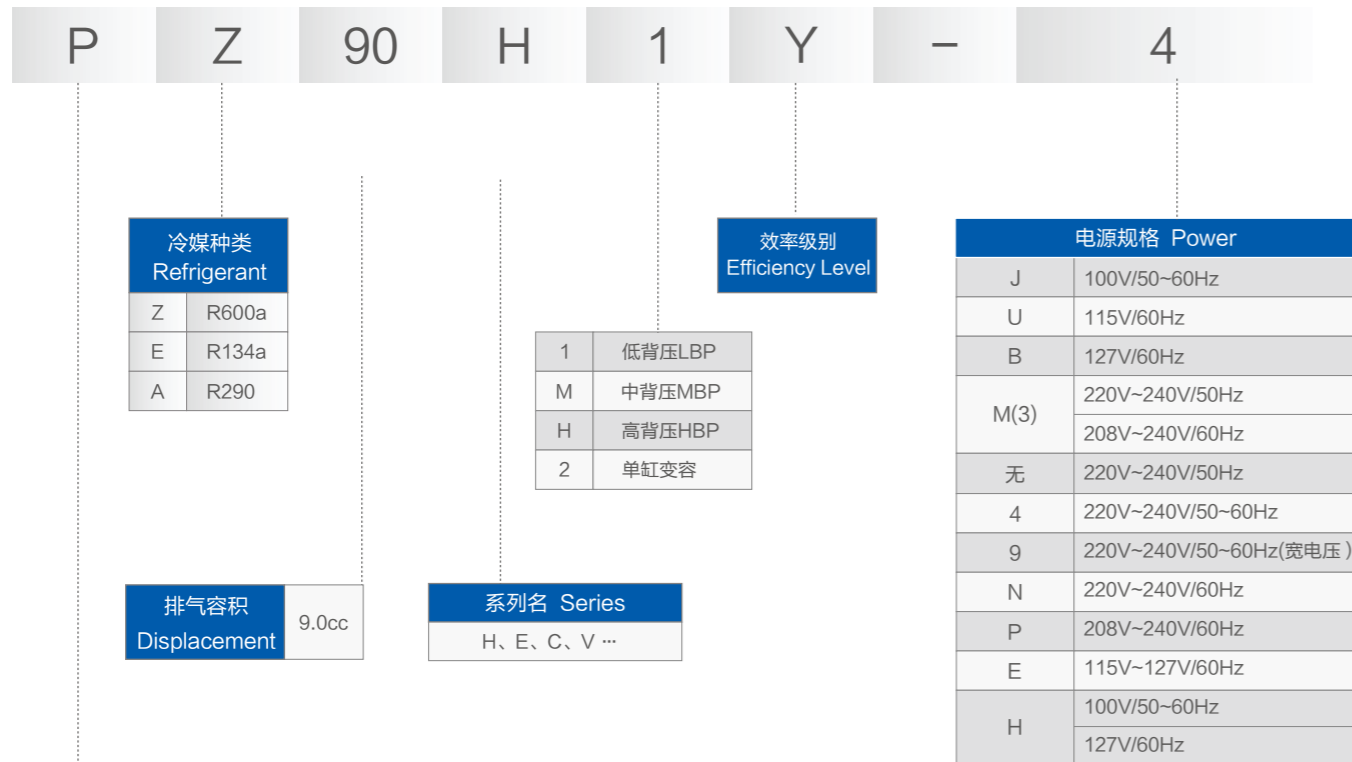 P Z 90 H 1 Y - 4
冷媒种类
Refrigerant
Z R600a
E R134a
A R290
效率级别
Efficiency Level
1 低背压LBP
M 中背压MBP
H 高背压HBP
2 单缸变容
排气容积
Displacement
9.0cc
系列名 Series
H、E、C、V …
电源规格 Power
J 100V/50~60Hz
U 115V/60Hz
B 127V/60Hz
M(3) 220V~240V/50Hz
208V~240V/60Hz
无 220V~240V/50Hz
4 220V~240V/50~60Hz
9 220V~240V/50~60Hz(宽电压)
N 220V~240V/60Hz
P 208V~240V/60Hz
E 115V~127V/60Hz
H 100V/50~60Hz
127V/60Hz